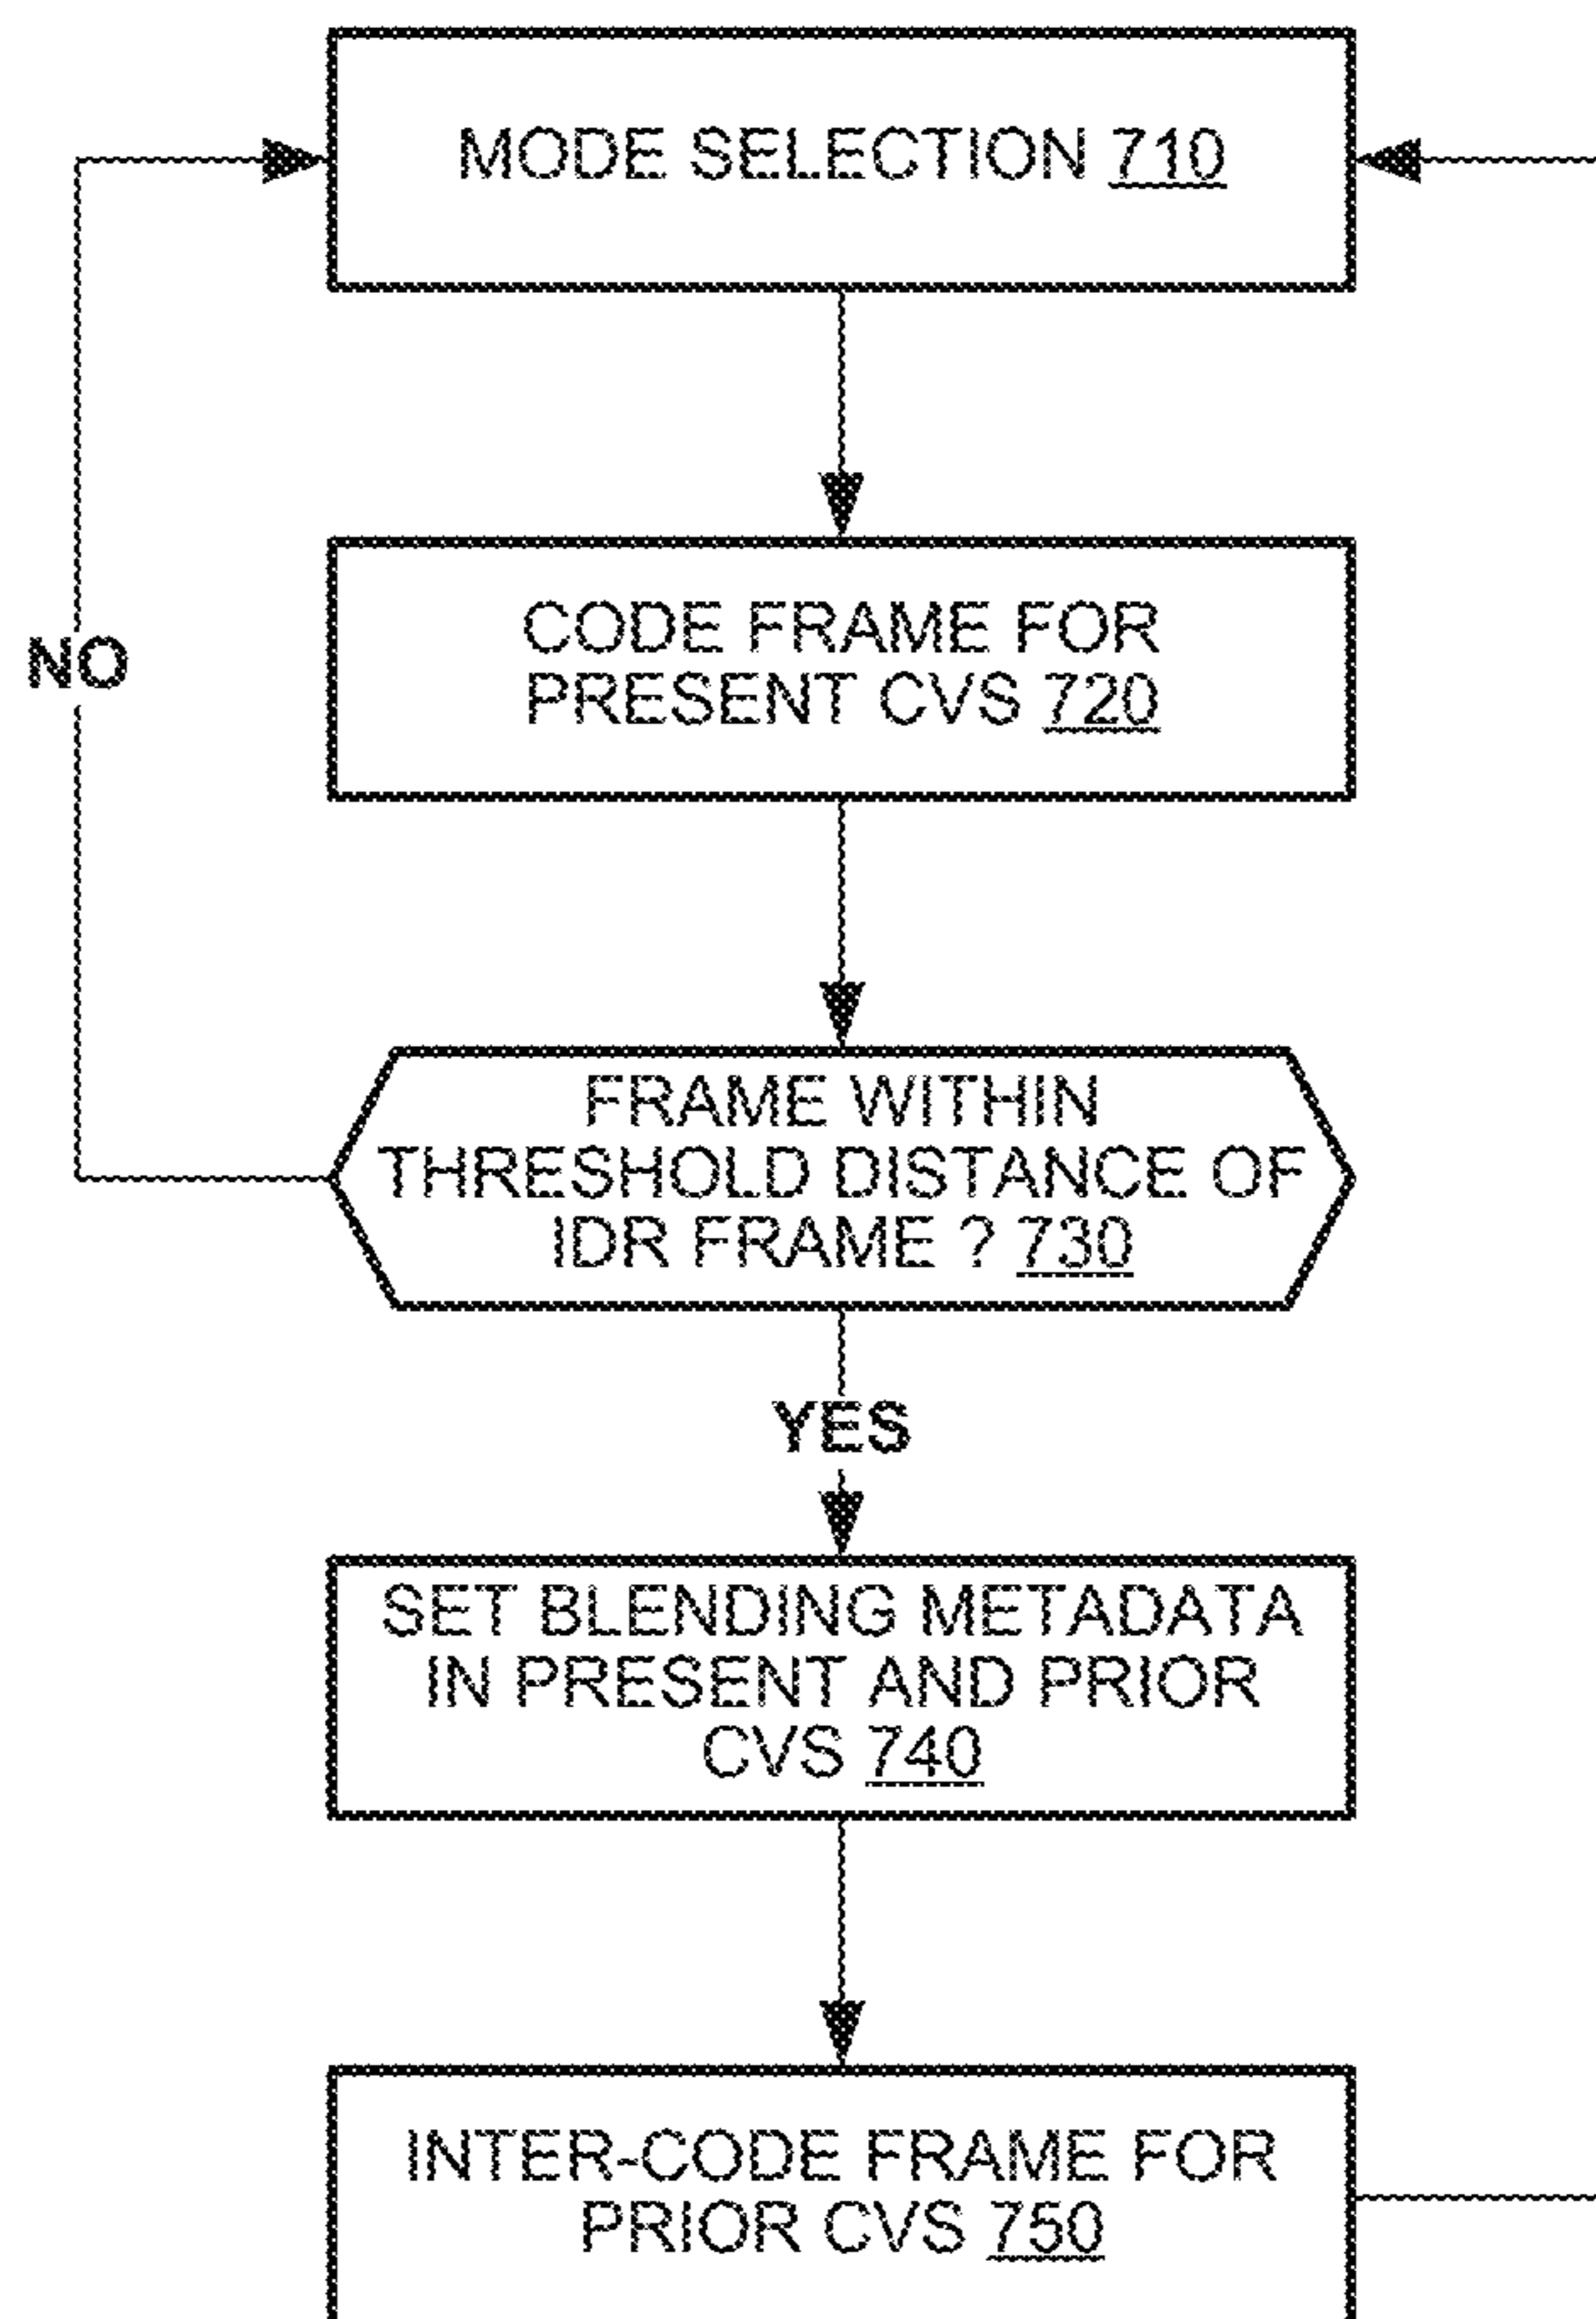 MODE SELECTION 710
CODE FRAME FOR
PRESENT CVS 720
NO
FRAME WITHIN
THRESHOLD DISTANCE OF
IDR FRAME ? 730
YES
SET BLENDING METADATA
IN PRESENT AND PRIOR
CVS 740
INTER-CODE FRAME FOR
PRIOR CVS 750